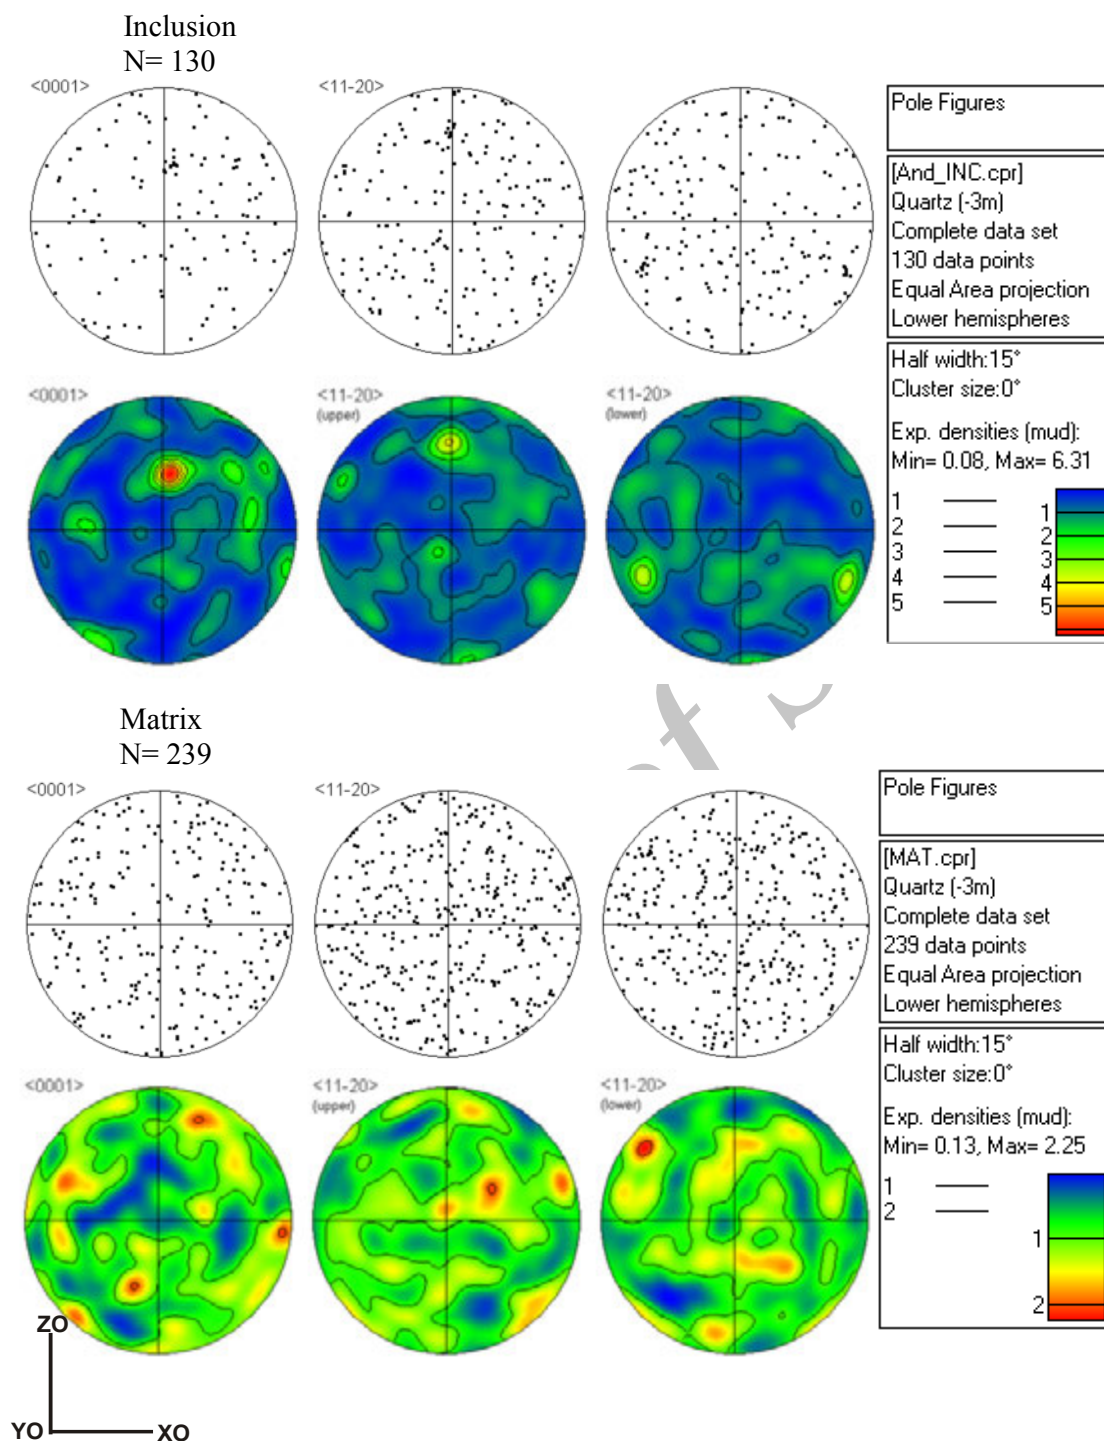 Inclusion
N= 130
<0001>
<11-20>
Pole Figures
[And_INC.cpr]
Quartz (-3m)
Complete data set
130 data points
Equal Area projection
Lower hemispheres
<0001>
<11-20>
(upper)
<11-20>
(lower)
Half width:15°
Cluster size:0°
Exp. densities (mud):
Min= 0.08, Max= 6.31
1
2
3
4
5
1
2
3
4
5
Matrix
N= 239
<0001>
<11-20>
Pole Figures
[MAT.cpr]
Quartz (-3m)
Complete data set
239 data points
Equal Area projection
Lower hemispheres
<0001>
<11-20>
(upper)
<11-20>
(lower)
Half width:15°
Cluster size:0°
Exp. densities (mud):
Min= 0.13, Max= 2.25
1
2
1
2
ZO
YO
XO